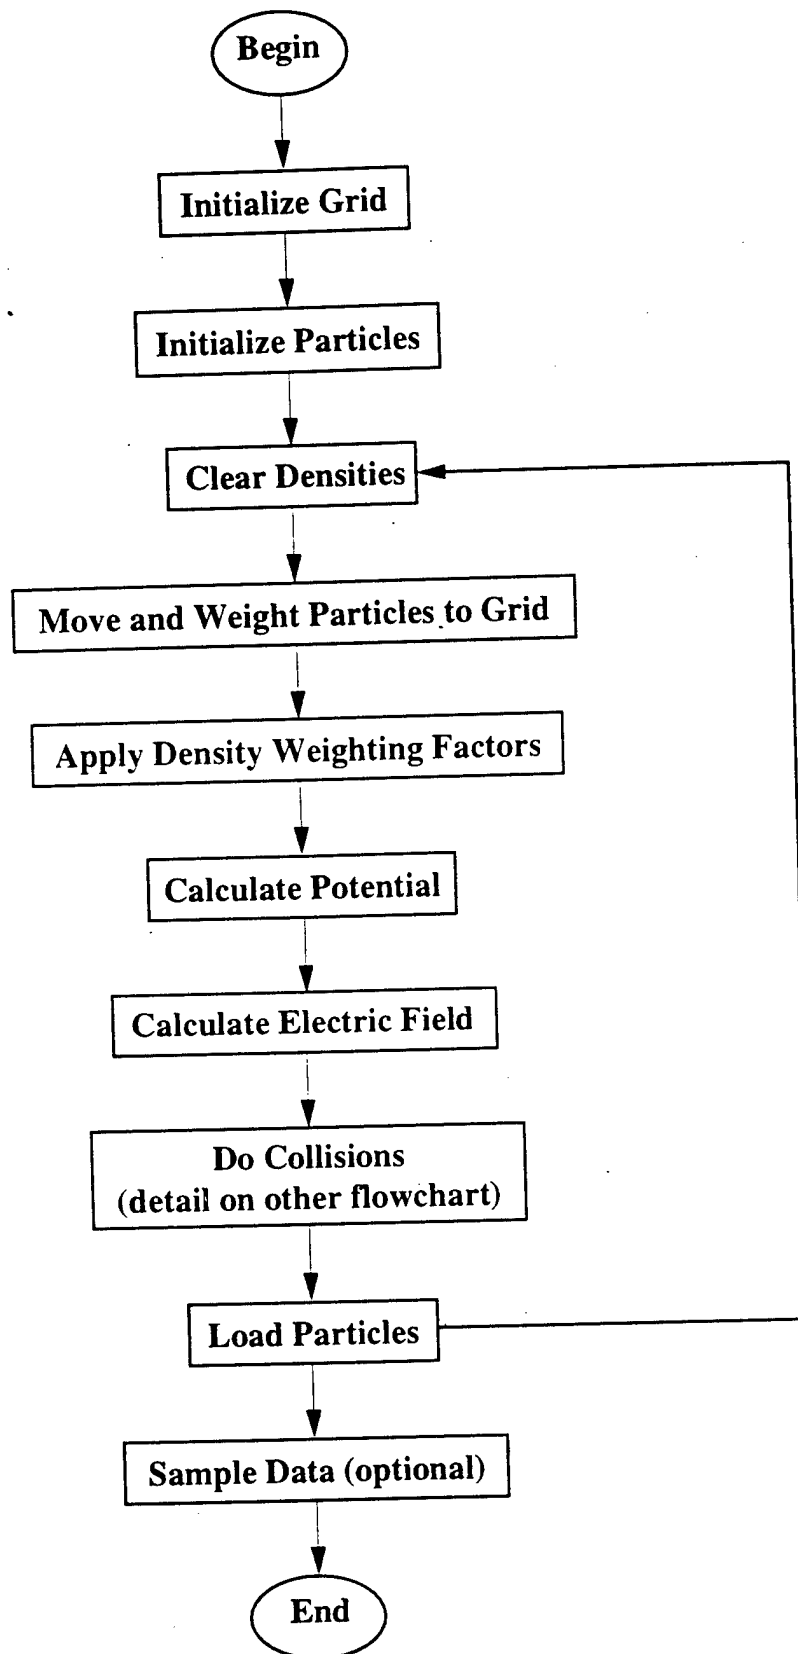 Begin
Initialize Grid
Initialize Particles
Clear Densities
Move and Weight Particles to Grid
Apply Density Weighting Factors
Calculate Potential
Calculate Electric Field
Do Collisions
(detail on other flowchart)
Load Particles
Sample Data (optional)
End